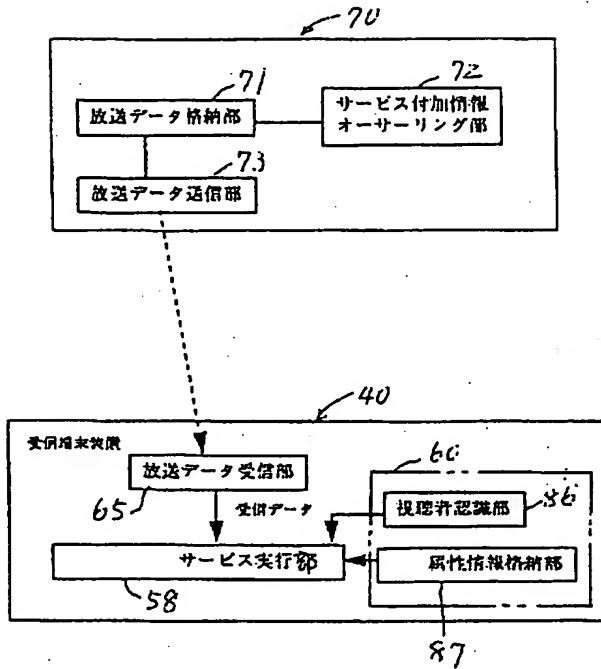 70
71
72
放送データ格納部
サービス付加情報
オーサーリング部
73
放送データ送信部
40
受信端末装置
放送データ受信部
65
受信データ
60
視聴者認識部
86
サービス実行部
58
属性情報格納部
87